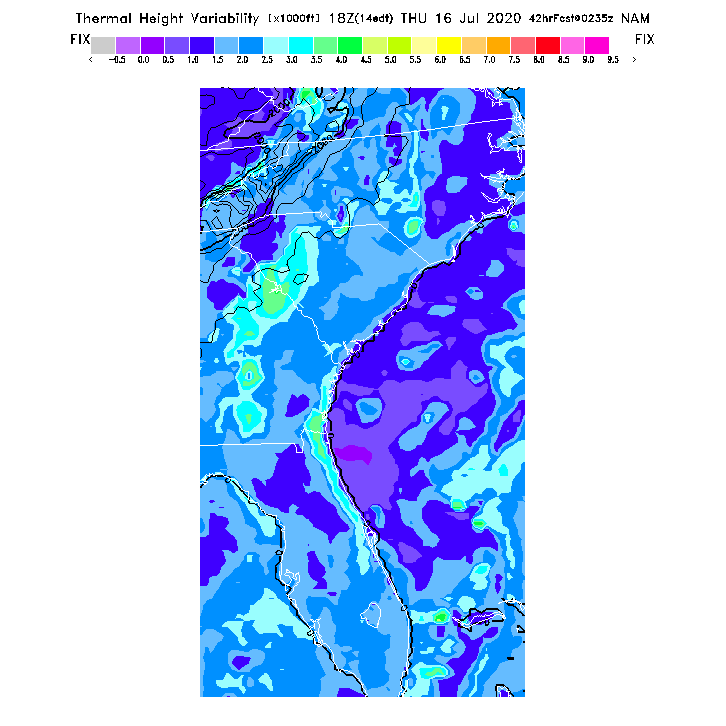 Thermal Height Variability [x1000ft] 18Z(14edt) THU 16 Jul 2020 42hrFcst@0235z NAM
FIX FIX
< -0.5 0.0 0.5 1.0 1.5 2.0 2.5 3.0 3.5 4.0 4.5 5.0 5.5 6.0 6.5 7.0 7.5 8.0 8.5 9.0 9.5 >